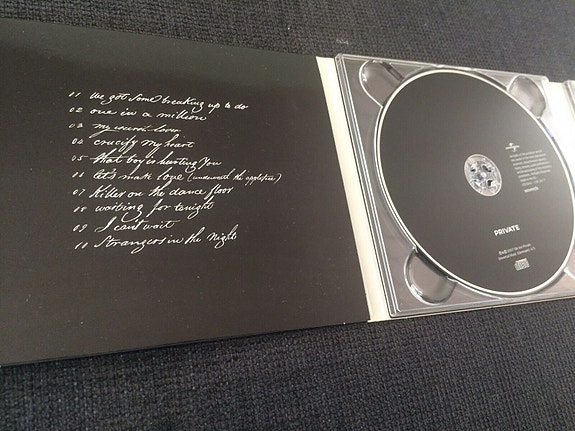 01 we got some breaking up to do
02 one in a million
03 my secret lover
04 crucify my heart
05 that boy is hurting you
06 let's make love (underneath the appletree)
07 Killer on the dance floor
08 waiting for tonight
09 I can't wait
10 Strangers in the Night
PRIVATE